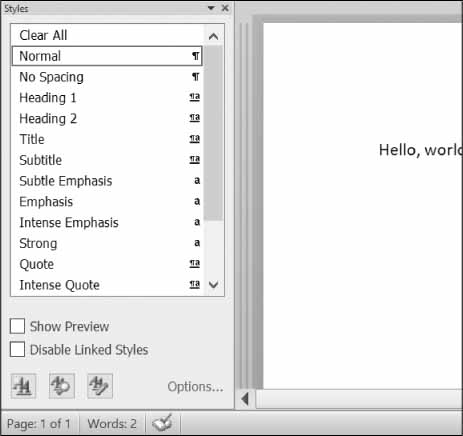 Styles
Clear All
Normal ¶
No Spacing ¶
Heading 1 ¶a
Heading 2 ¶a
Title ¶a
Subtitle ¶a
Subtle Emphasis a
Emphasis a
Intense Emphasis a
Strong a
Quote ¶a
Intense Quote ¶a
Show Preview
Disable Linked Styles
Options...
Hello, world
Page: 1 of 1 Words: 2